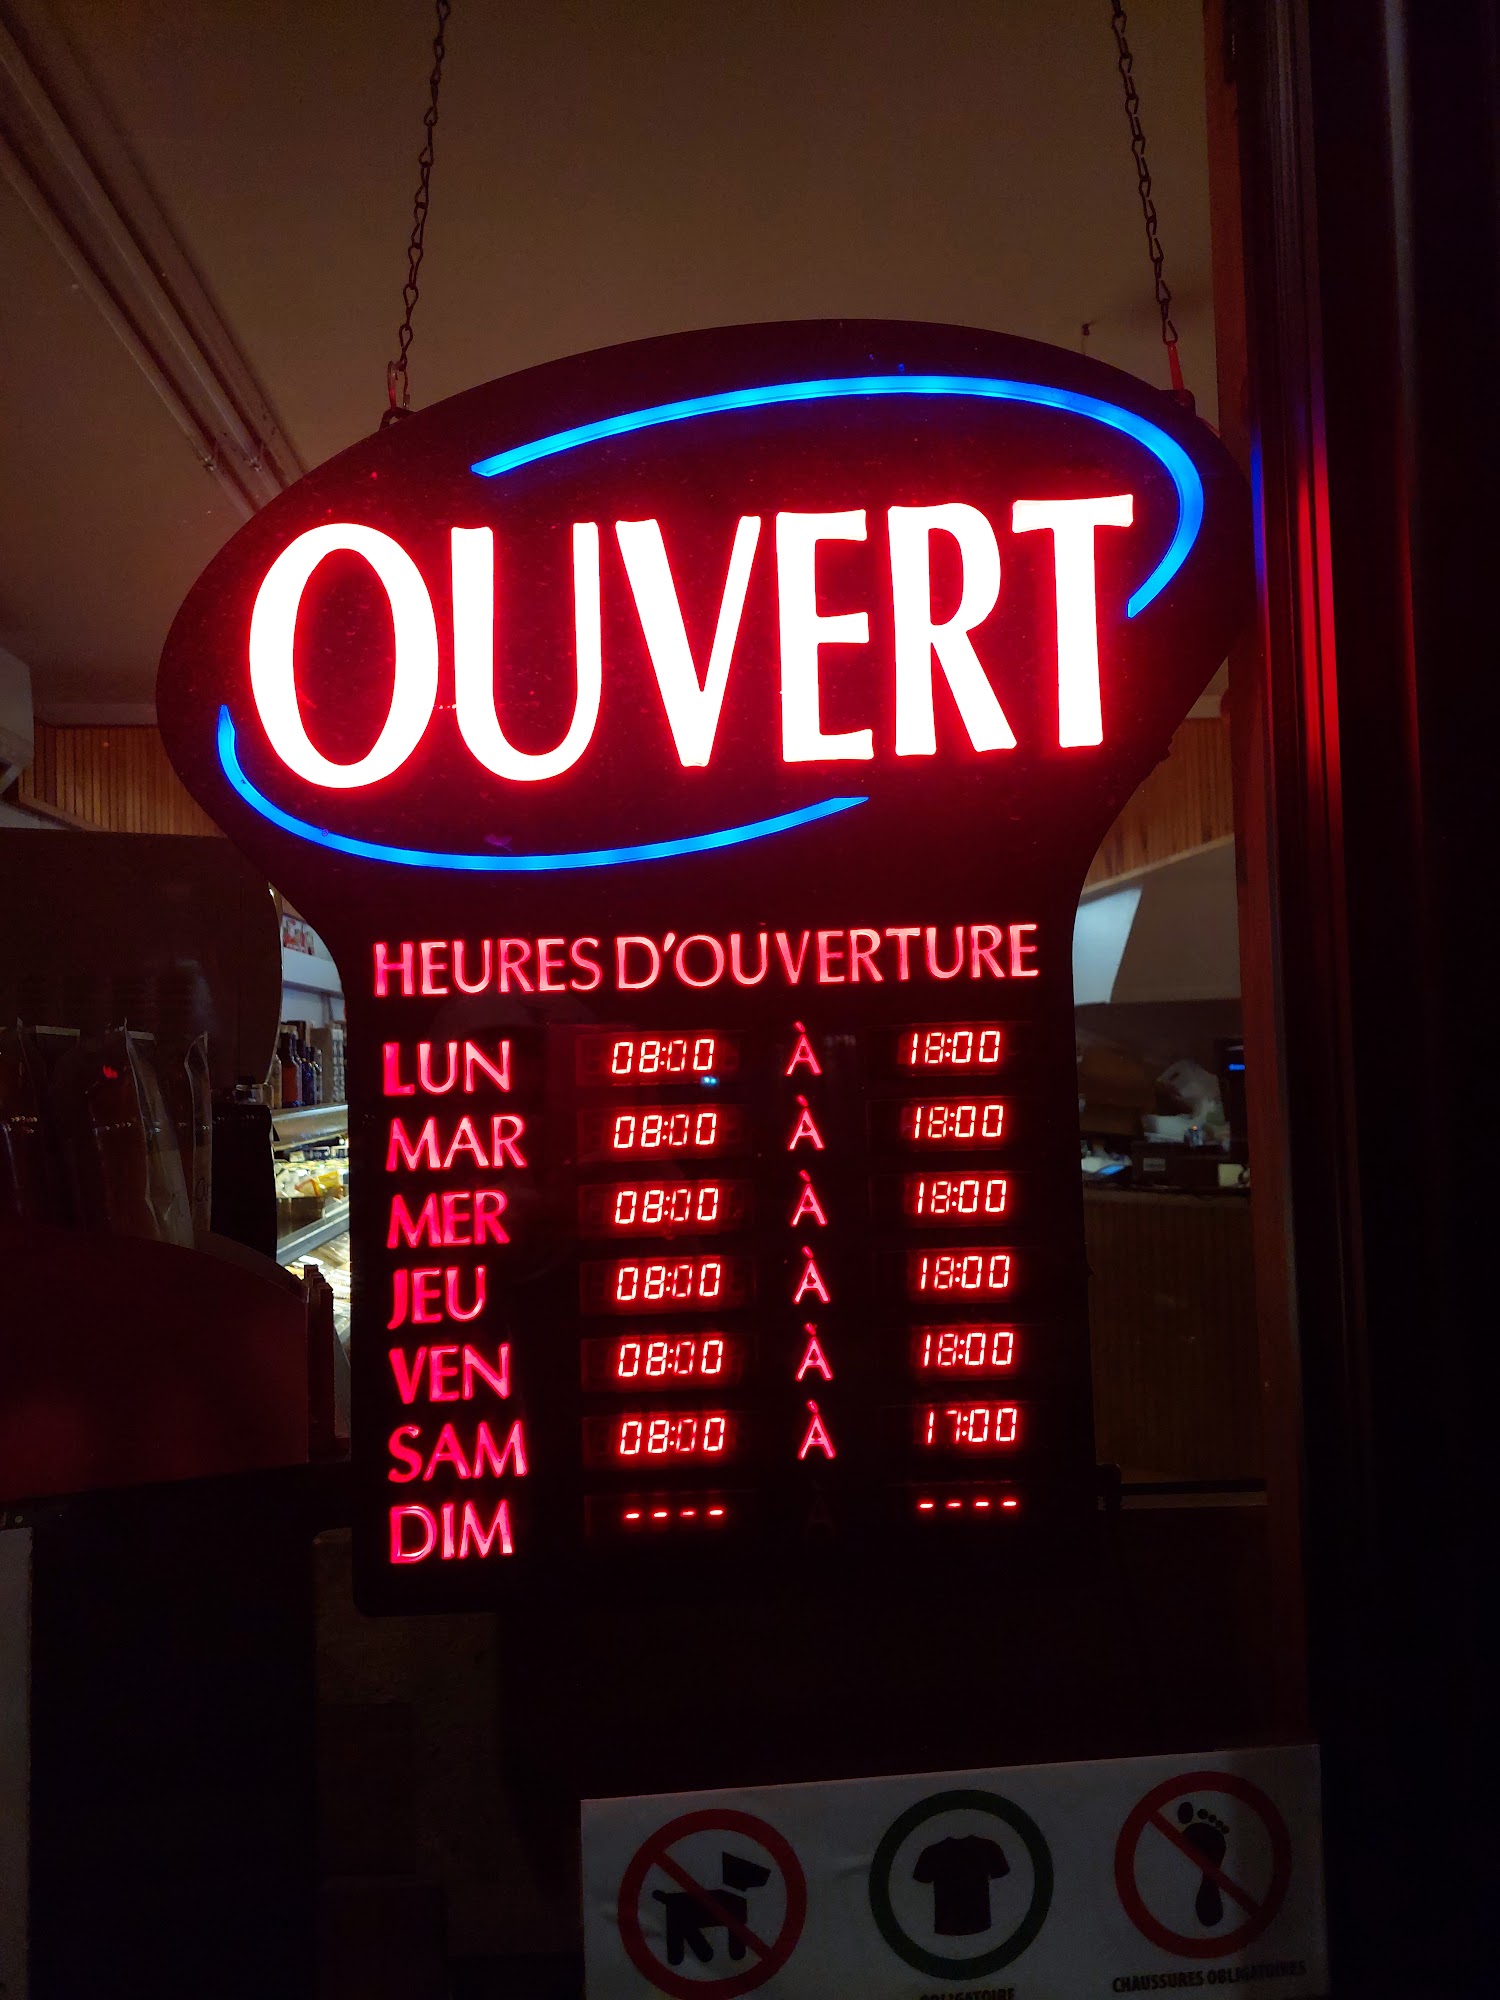 OUVERT
HEURES D'OUVERTURE
LUN 08:00 À 18:00
MAR 08:00 À 18:00
MER 08:00 À 18:00
JEU 08:00 À 18:00
VEN 08:00 À 18:00
SAM 08:00 À 17:00
DIM ---- À ----
OBLIGATOIRE
CHAUSSURES OBLIGATOIRES